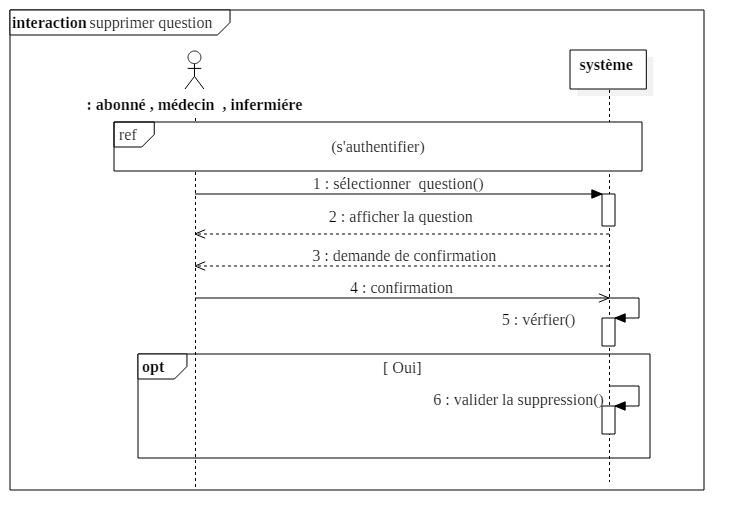 interaction supprimer question
système
: abonné , médecin , infermiére
ref
(s'authentifier)
1 : sélectionner question()
2 : afficher la question
3 : demande de confirmation
4 : confirmation
5 : vérfier()
opt
[ Oui]
6 : valider la suppression()